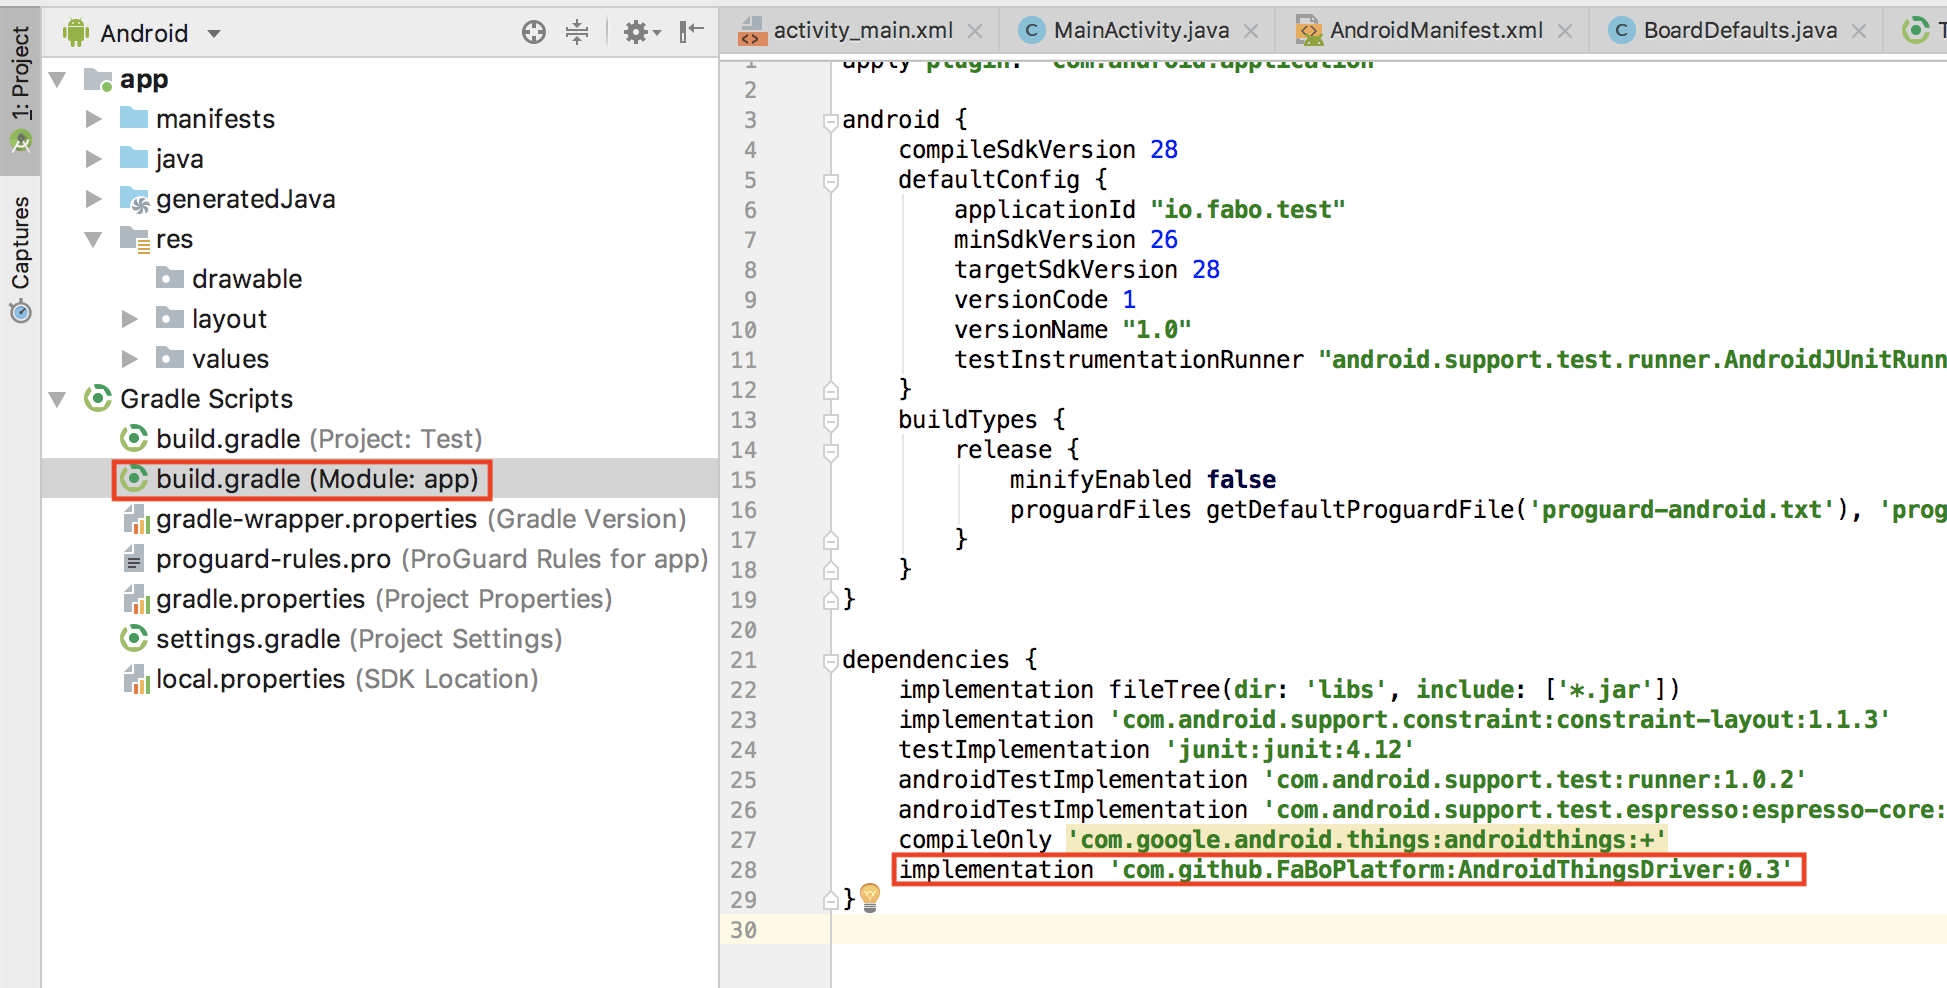 Android
activity_main.xml
MainActivity.java
AndroidManifest.xml
BoardDefaults.java
1: Project
Captures
app
manifests
java
generatedJava
res
drawable
layout
values
Gradle Scripts
build.gradle (Project: Test)
build.gradle (Module: app)
gradle-wrapper.properties (Gradle Version)
proguard-rules.pro (ProGuard Rules for app)
gradle.properties (Project Properties)
settings.gradle (Project Settings)
local.properties (SDK Location)
1 apply plugin: 'com.android.application'
2
3 android {
4 compileSdkVersion 28
5 defaultConfig {
6 applicationId "io.fabo.test"
7 minSdkVersion 26
8 targetSdkVersion 28
9 versionCode 1
10 versionName "1.0"
11 testInstrumentationRunner "android.support.test.runner.AndroidJUnitRunn
12 }
13 buildTypes {
14 release {
15 minifyEnabled false
16 proguardFiles getDefaultProguardFile('proguard-android.txt'), 'prog
17 }
18 }
19 }
20
21 dependencies {
22 implementation fileTree(dir: 'libs', include: ['*.jar'])
23 implementation 'com.android.support.constraint:constraint-layout:1.1.3'
24 testImplementation 'junit:junit:4.12'
25 androidTestImplementation 'com.android.support.test:runner:1.0.2'
26 androidTestImplementation 'com.android.support.test.espresso:espresso-core:
27 compileOnly 'com.google.android.things:androidthings:+'
28 implementation 'com.github.FaBoPlatform:AndroidThingsDriver:0.3'
29 }
30